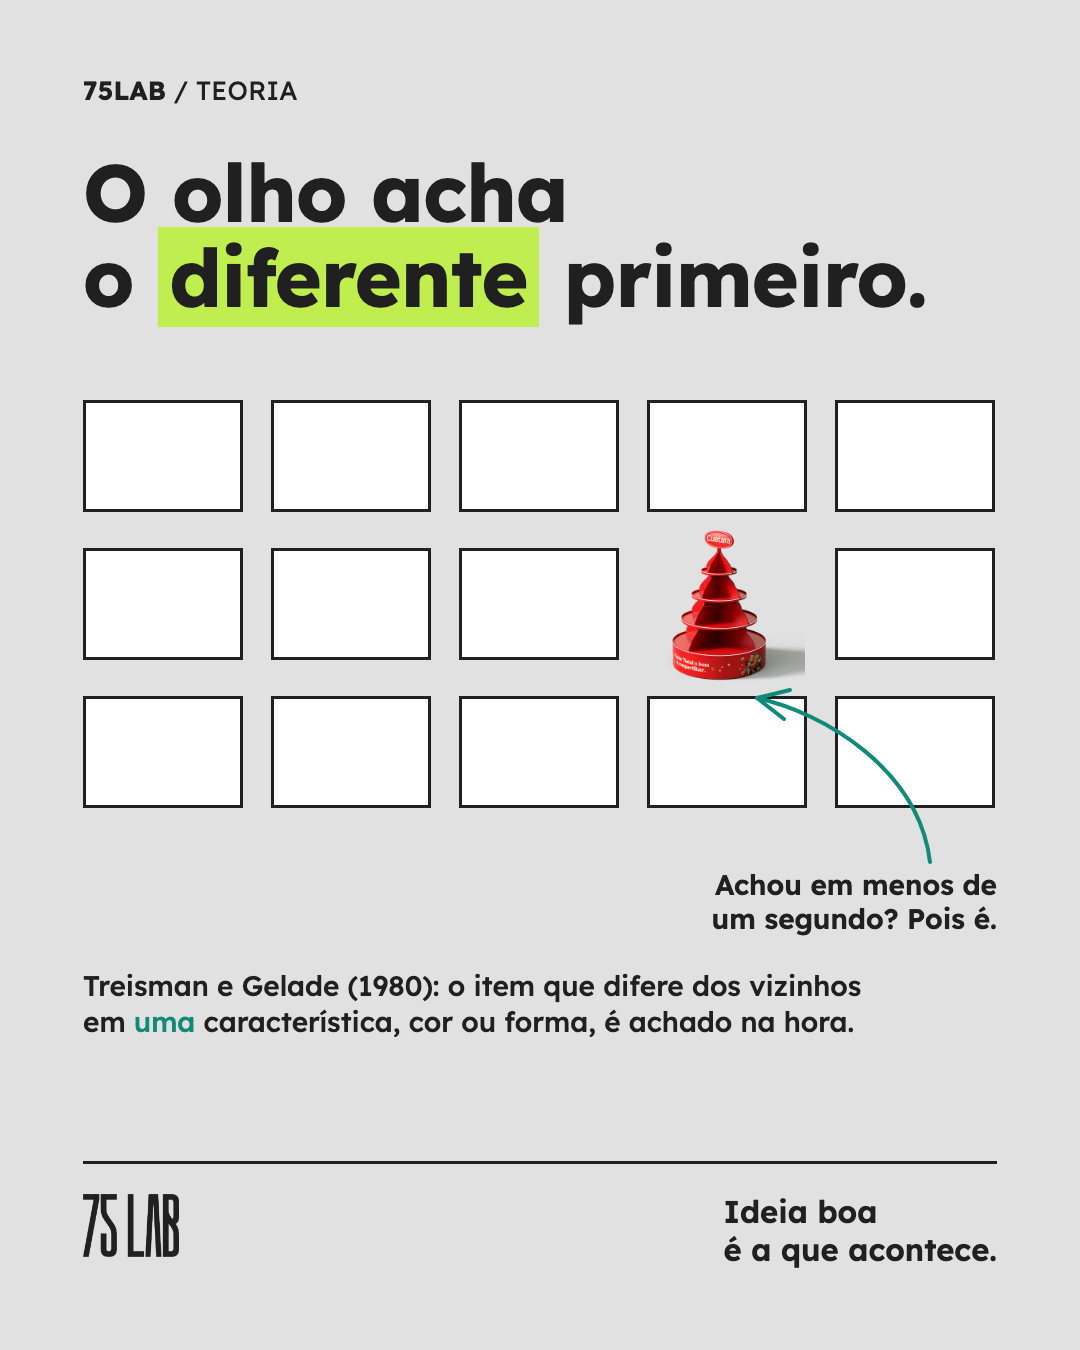 75LAB / TEORIA
O olho acha
o diferente primeiro.
cuétara
Achou em menos de
um segundo? Pois é.
Treisman e Gelade (1980): o item que difere dos vizinhos
em uma característica, cor ou forma, é achado na hora.
75 LAB
Ideia boa
é a que acontece.